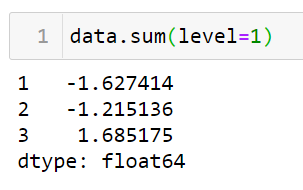 1 data.sum(level=1)
1 -1.627414
2 -1.215136
3 1.685175
dtype: float64